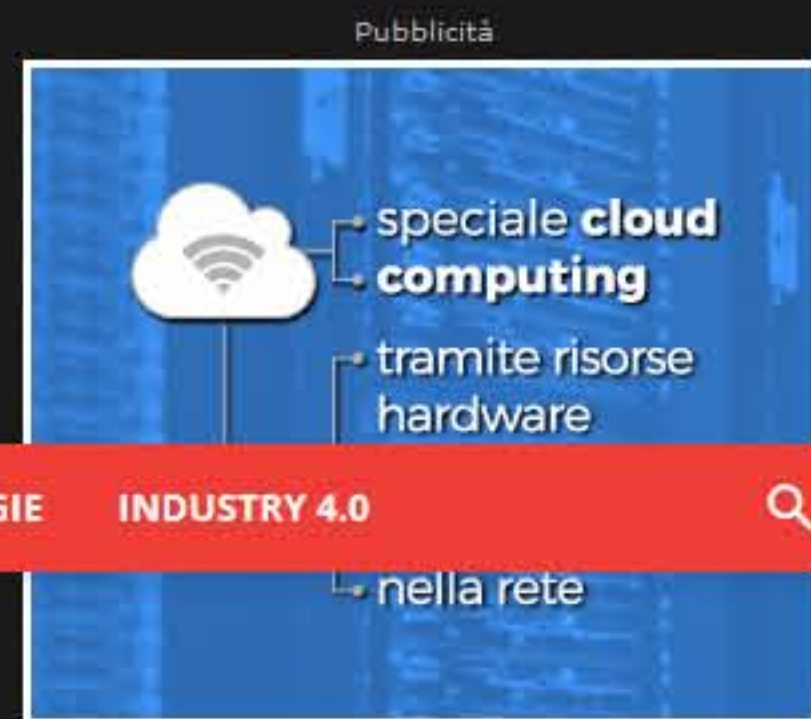 Pubblicità
speciale cloud
computing
tramite risorse
hardware
GIE INDUSTRY 4.0
nella rete